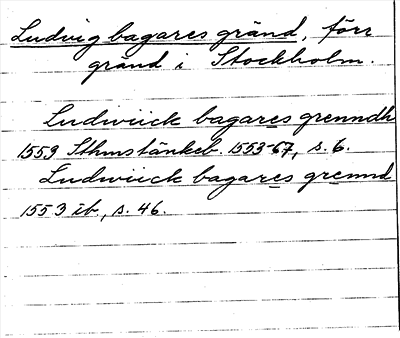 Ludvig bagares gränd, förr
gränd i Stockholm.
Ludwiick bagares grenndh
1553 Sthmstänkeb. 1553-67, s. 6.
Ludwiick bagares grennd
1553 ib., s. 46.